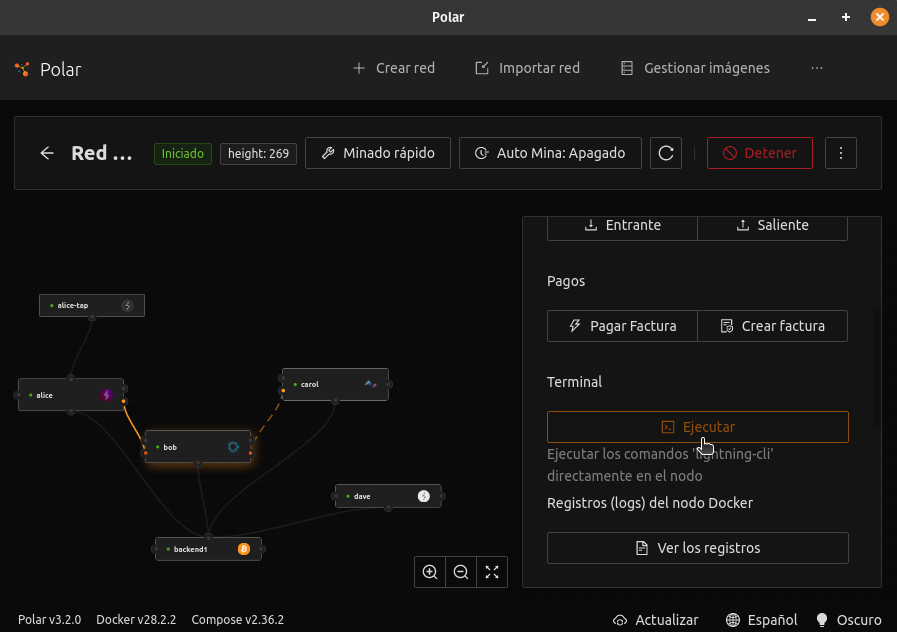 Polar
Polar
Crear red
Importar red
Gestionar imágenes
...
Red ...
Iniciado
height: 269
Minado rápido
Auto Mina: Apagado
Detener
Entrante
Saliente
Pagos
Pagar Factura
Crear factura
Terminal
Ejecutar
Ejecutar los comandos 'lightning-cli'
directamente en el nodo
Registros (logs) del nodo Docker
Ver los registros
alice-tap
alice
carol
bob
dave
backend1
Polar v3.2.0
Docker v28.2.2
Compose v2.36.2
Actualizar
Español
Oscuro